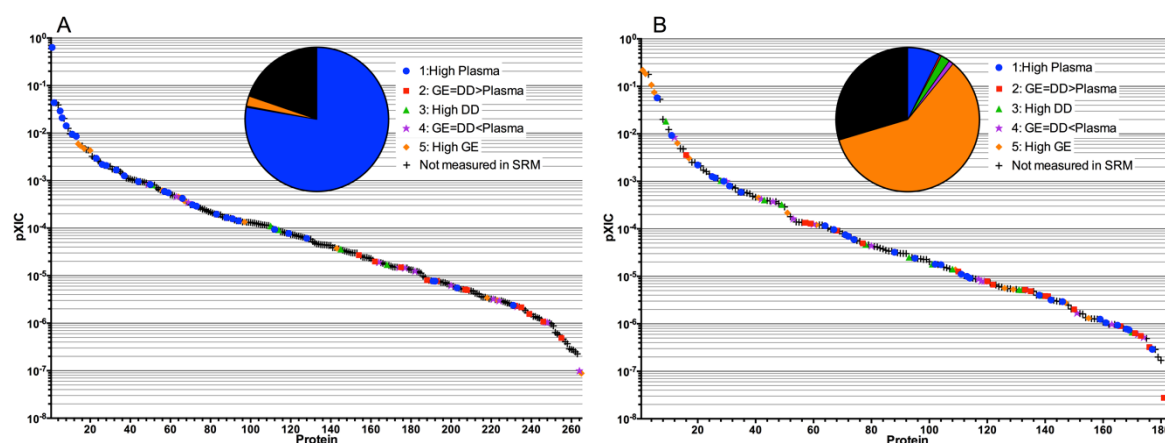 A
10⁰
10⁻¹
10⁻²
10⁻³
10⁻⁴
10⁻⁵
10⁻⁶
10⁻⁷
10⁻⁸
pXIC
1:High Plasma
2: GE=DD>Plasma
3: High DD
4: GE=DD<Plasma
5: High GE
Not measured in SRM
20 40 60 80 100 120 140 160 180 200 220 240 260
Protein
B
10⁰
10⁻¹
10⁻²
10⁻³
10⁻⁴
10⁻⁵
10⁻⁶
10⁻⁷
10⁻⁸
pXIC
1:High Plasma
2: GE=DD>Plasma
3: High DD
4: GE=DD<Plasma
5: High GE
Not measured in SRM
20 40 60 80 100 120 140 160 180
Protein